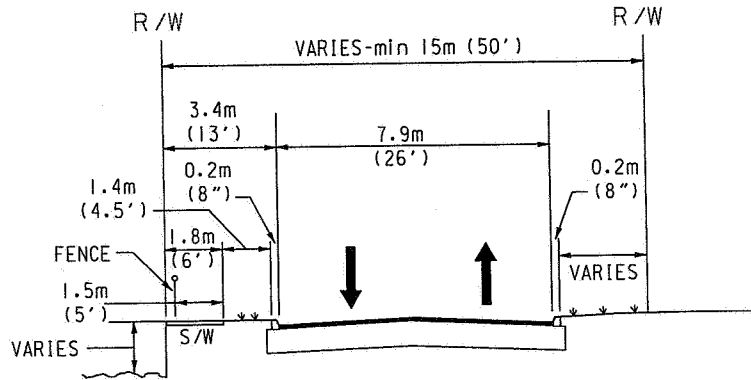 R/W
R/W
VARIES-min 15m (50')
3.4m
(13')
7.9m
(26')
0.2m
(8")
0.2m
(8")
1.4m
(4.5')
1.8m
(6')
FENCE
VARIES
1.5m
(5')
S/W
VARIES